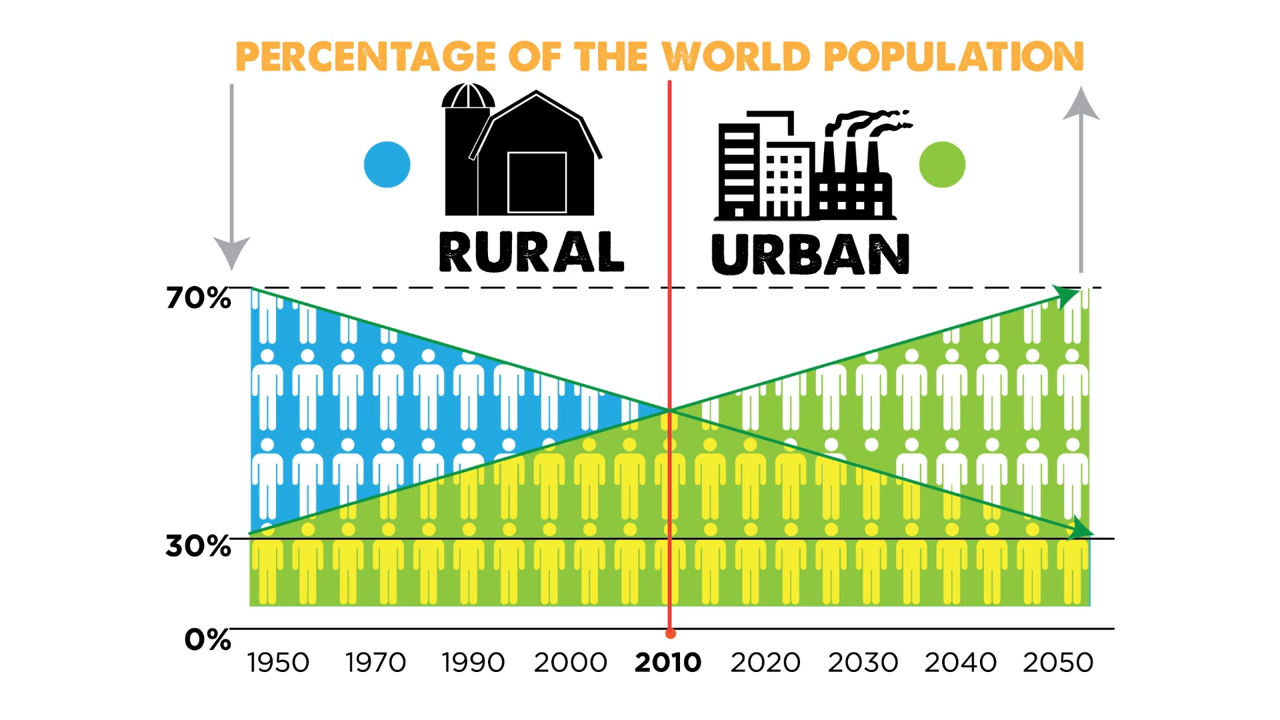 PERCENTAGE OF THE WORLD POPULATION
RURAL
URBAN
70%
30%
0%
1950 1970 1990 2000 2010 2020 2030 2040 2050